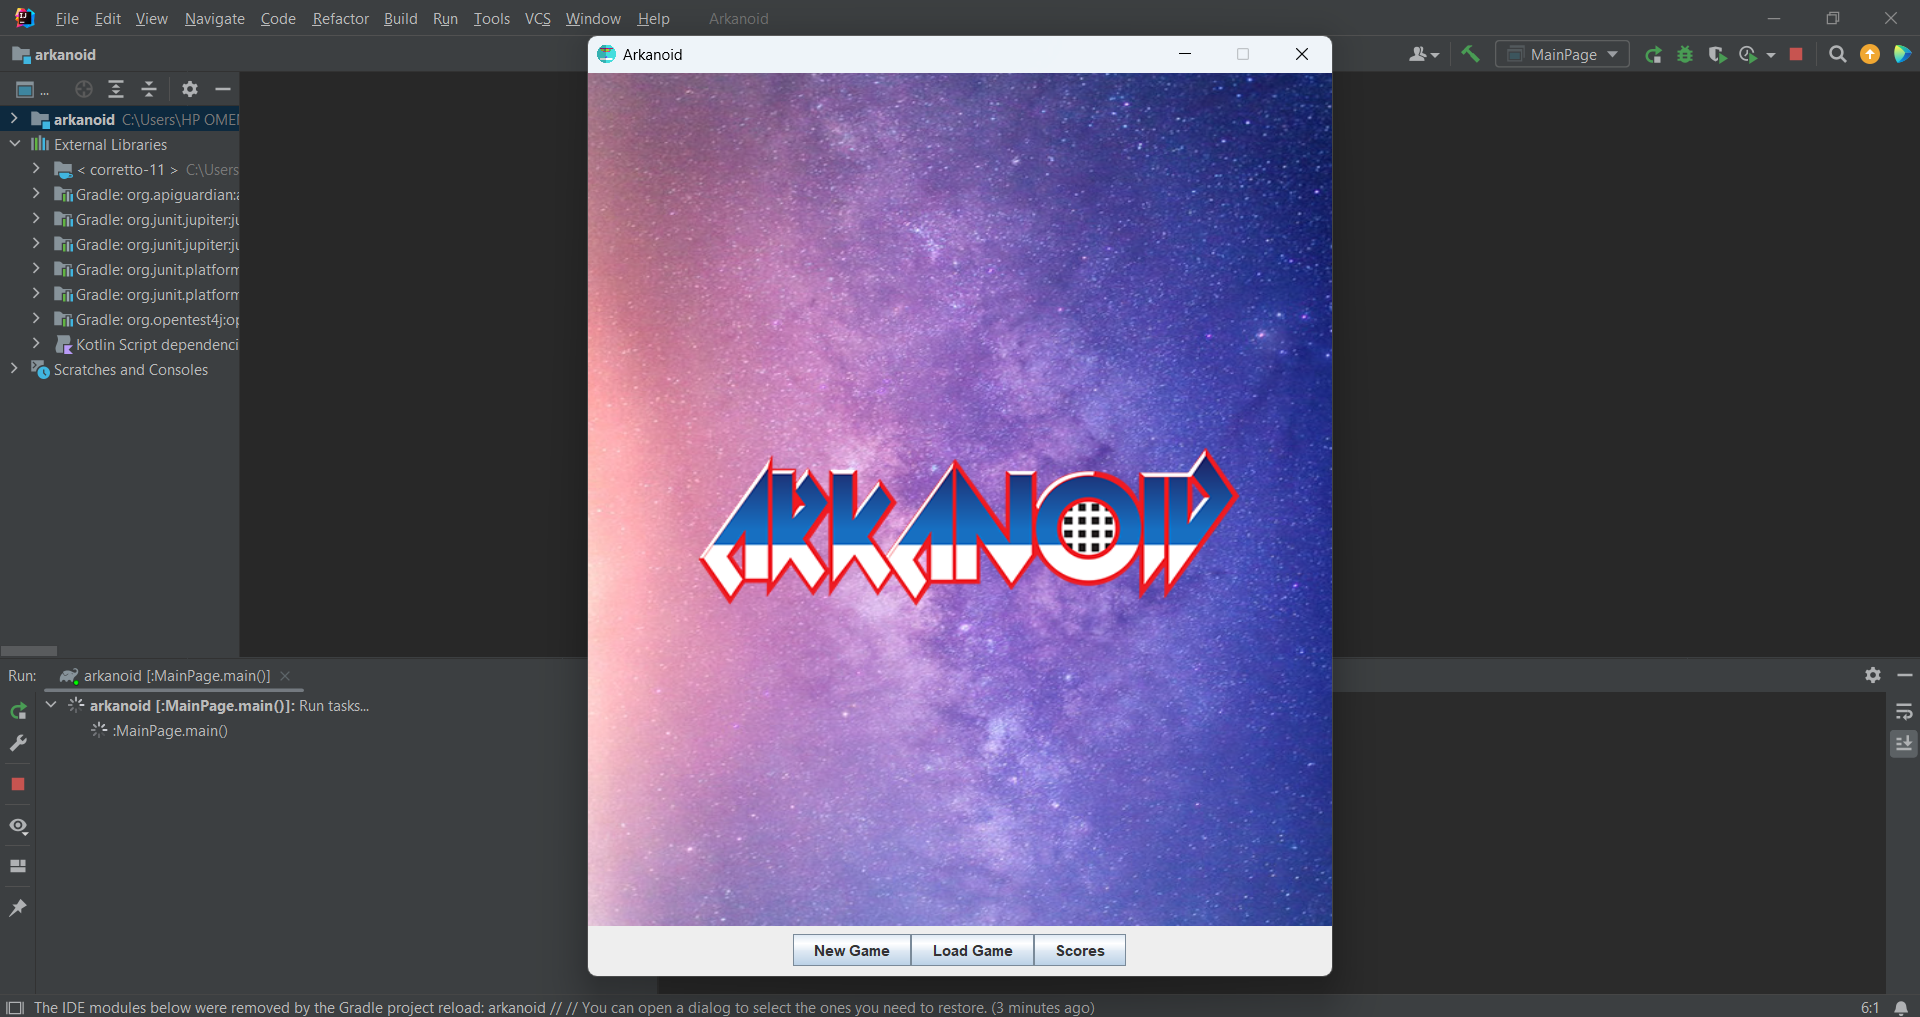 File Edit View Navigate Code Refactor Build Run Tools VCS Window Help Arkanoid
arkanoid
Arkanoid
MainPage
...
arkanoid C:\Users\HP OME
External Libraries
< corretto-11 > C:\Users
Gradle: org.apiguardian:a
Gradle: org.junit.jupiter:ju
Gradle: org.junit.jupiter:ju
Gradle: org.junit.platform
Gradle: org.junit.platform
Gradle: org.opentest4j:op
Kotlin Script dependenci
Scratches and Consoles
ARKANOID
Run: arkanoid [:MainPage.main()]
arkanoid [:MainPage.main()]: Run tasks...
:MainPage.main()
New Game Load Game Scores
The IDE modules below were removed by the Gradle project reload: arkanoid // // You can open a dialog to select the ones you need to restore. (3 minutes ago) 6:1